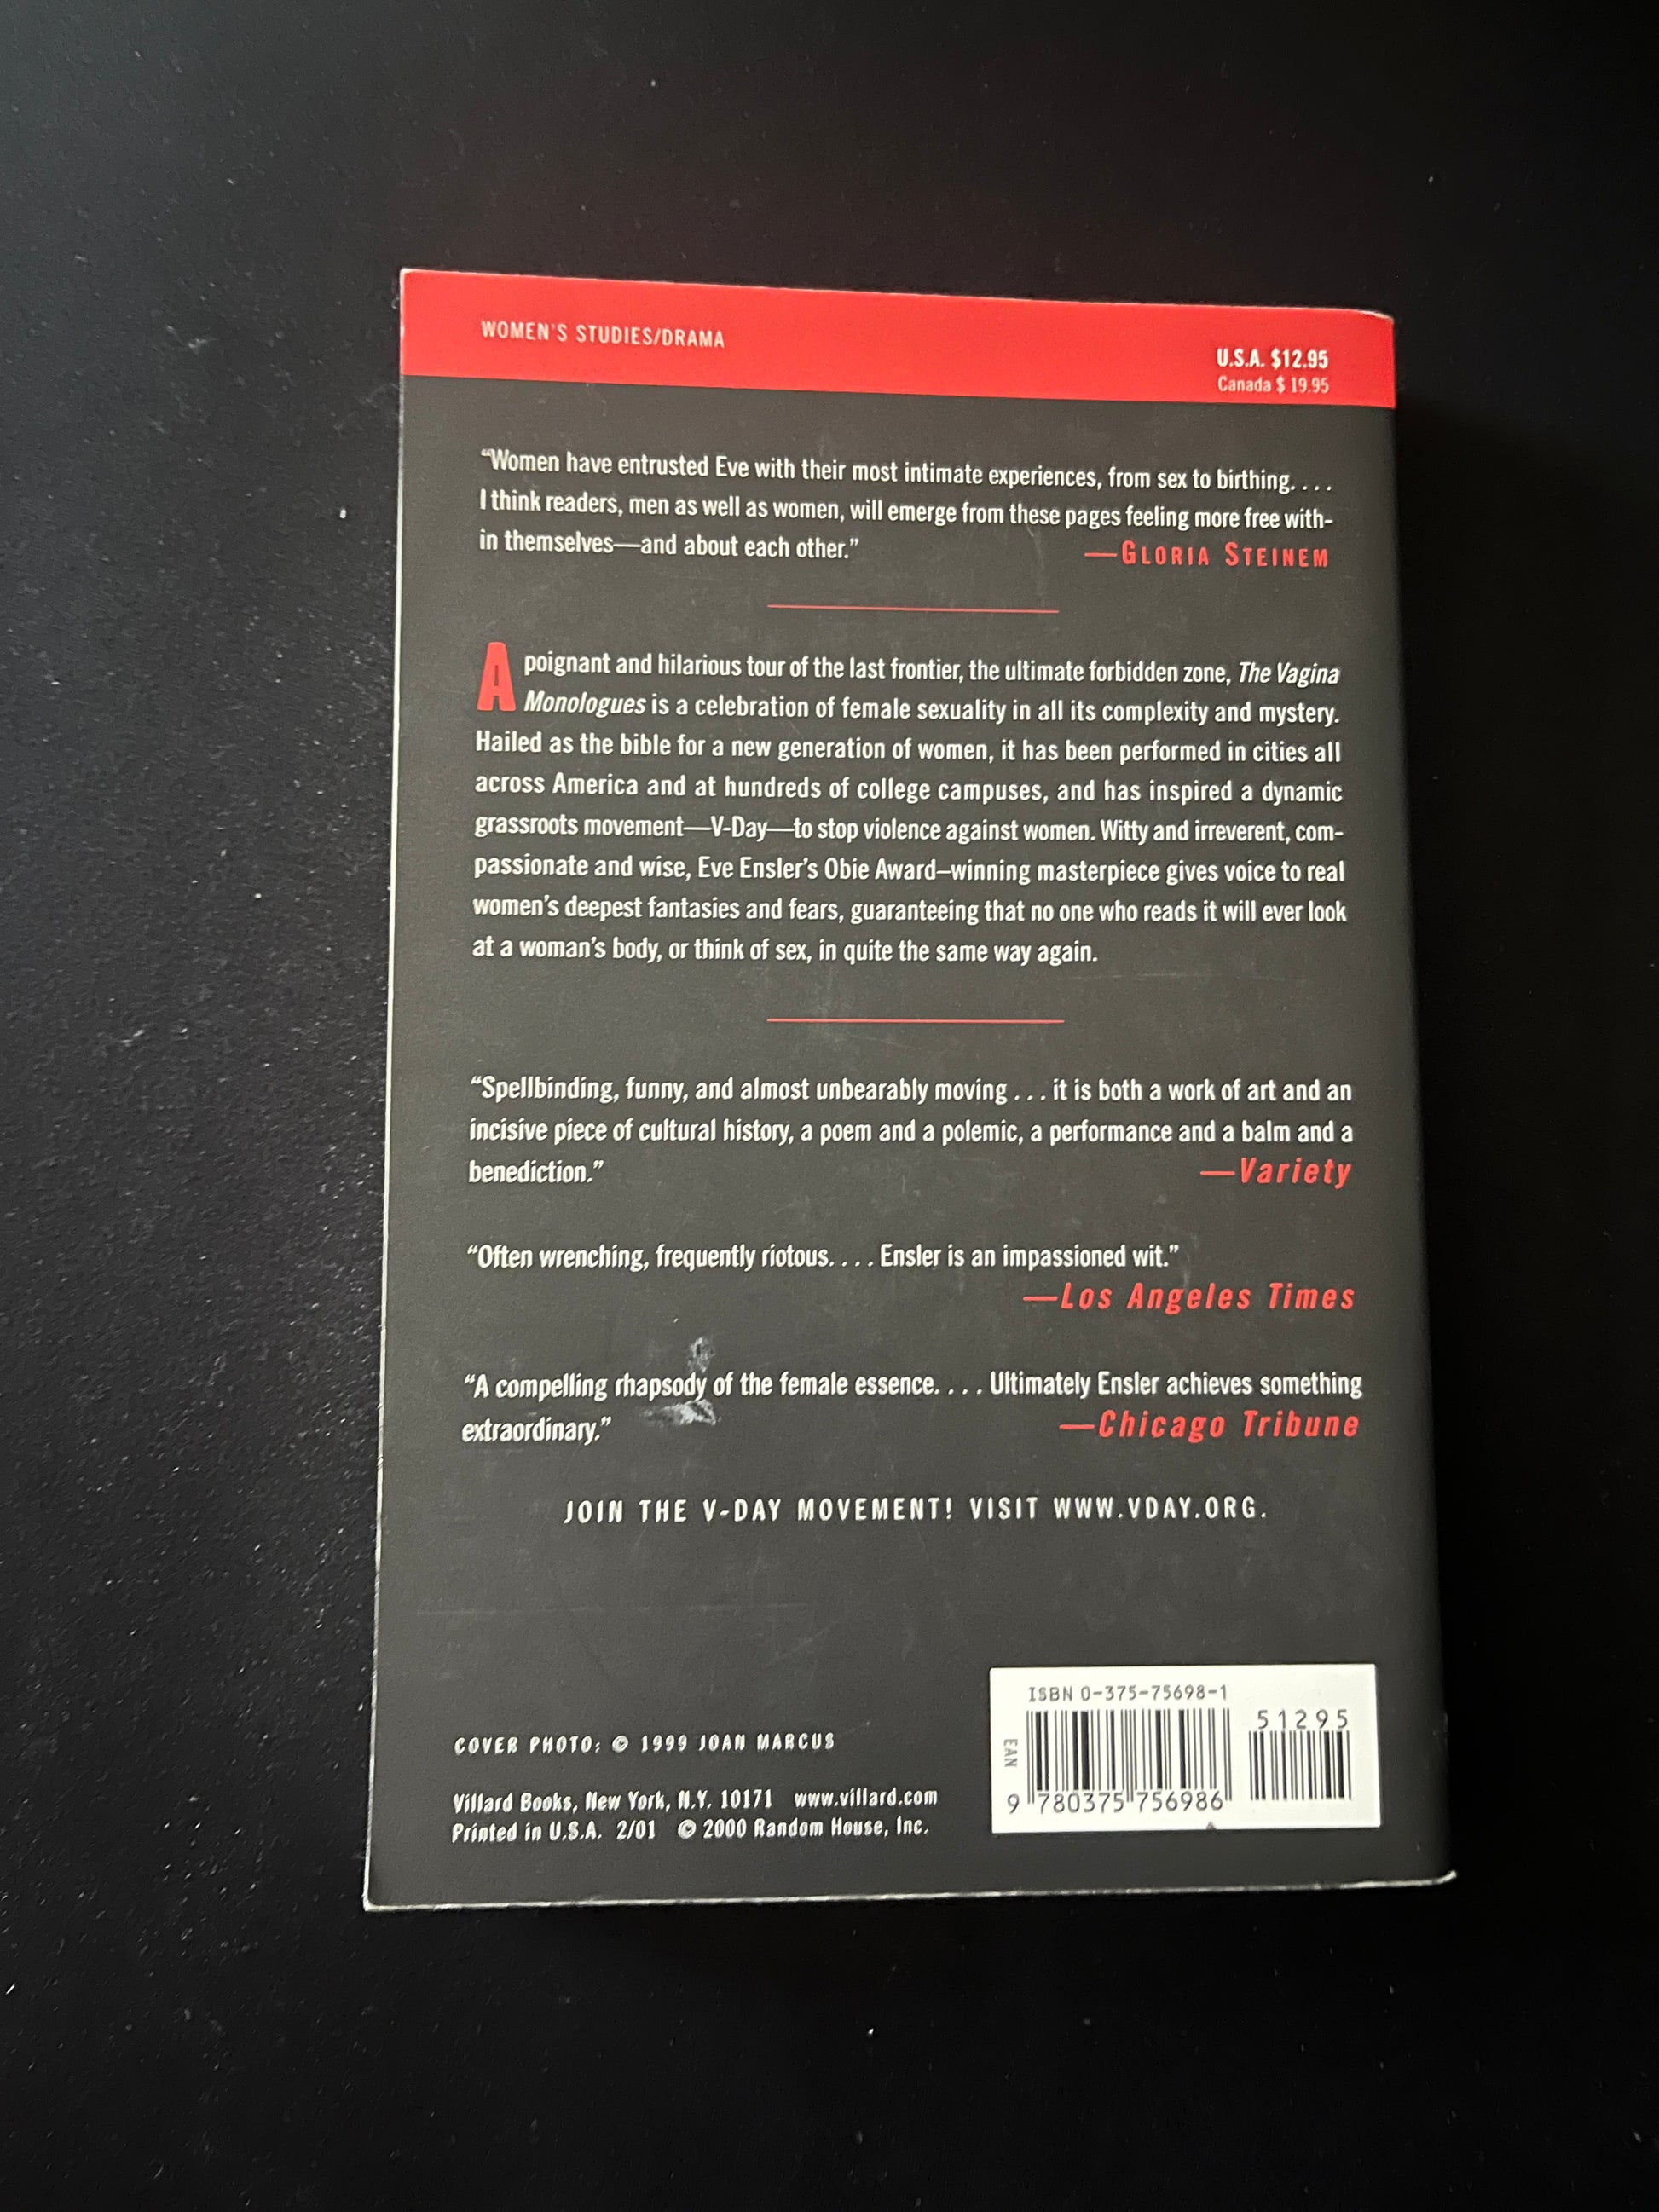 WOMEN'S STUDIES/DRAMA
U.S.A. $12.95
Canada $ 19.95
“Women have entrusted Eve with their most intimate experiences, from sex to birthing. . . .
I think readers, men as well as women, will emerge from these pages feeling more free with-
in themselves—and about each other.” —GLORIA STEINEM
A poignant and hilarious tour of the last frontier, the ultimate forbidden zone, The Vagina
Monologues is a celebration of female sexuality in all its complexity and mystery.
Hailed as the bible for a new generation of women, it has been performed in cities all
across America and at hundreds of college campuses, and has inspired a dynamic
grassroots movement—V-Day—to stop violence against women. Witty and irreverent, com-
passionate and wise, Eve Ensler’s Obie Award–winning masterpiece gives voice to real
women’s deepest fantasies and fears, guaranteeing that no one who reads it will ever look
at a woman’s body, or think of sex, in quite the same way again.
“Spellbinding, funny, and almost unbearably moving . . . it is both a work of art and an
incisive piece of cultural history, a poem and a polemic, a performance and a balm and a
benediction.” —Variety
“Often wrenching, frequently riotous. . . . Ensler is an impassioned wit.”
—Los Angeles Times
“A compelling rhapsody of the female essence. . . . Ultimately Ensler achieves something
extraordinary.” —Chicago Tribune
JOIN THE V-DAY MOVEMENT! VISIT WWW.VDAY.ORG.
COVER PHOTO: © 1999 JOAN MARCUS
Villard Books, New York, N.Y. 10171 www.villard.com
Printed in U.S.A. 2/01 © 2000 Random House, Inc.
ISBN 0-375-75698-1
51295
EAN
9 780375 756986